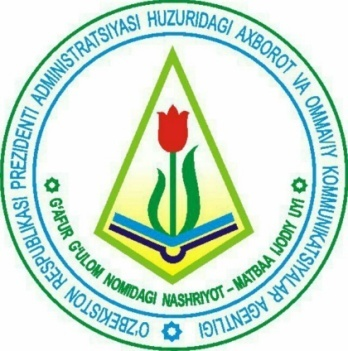 O'ZBEKISTON RESPUBLIKASI PREZIDENTI ADMINISTRATSIYASI HUZURIDAGI AXBOROT VA OMMAVIY KOMMUNIKATSIYALAR AGENTLIGI
G'AFUR G'ULOM NOMIDAGI NASHRIYOT – MATBAA IJODIY UYI